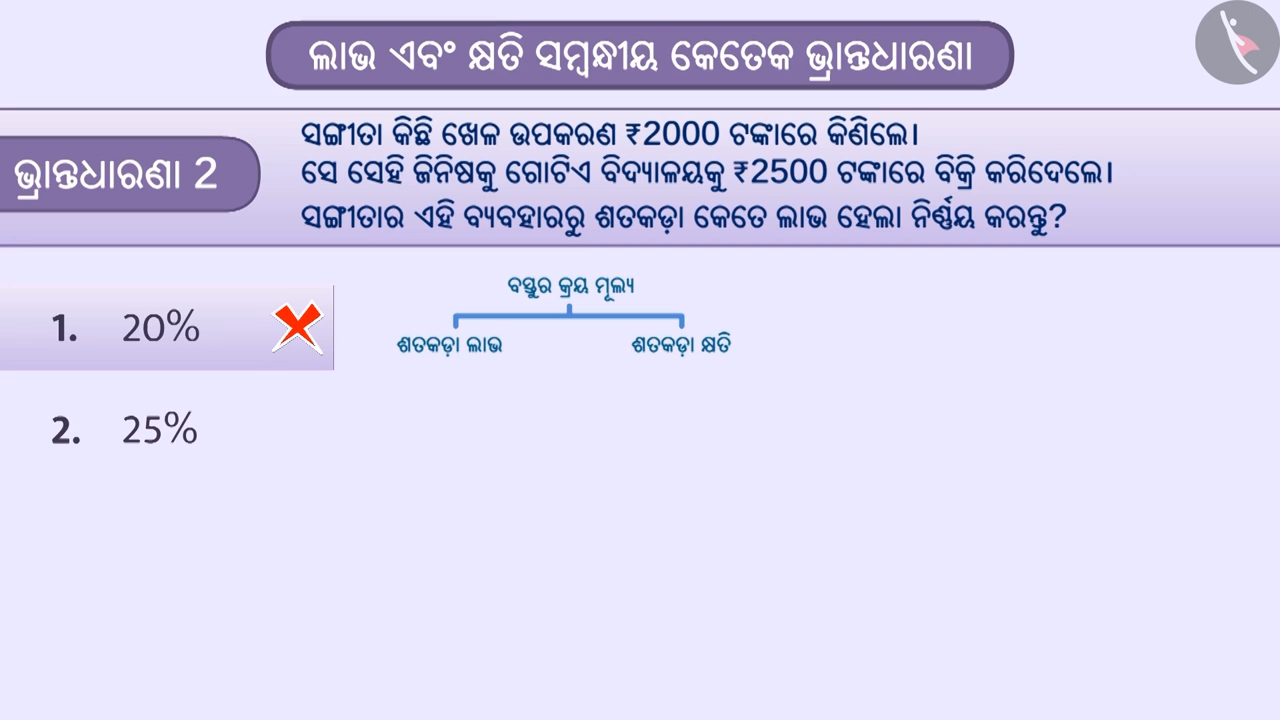 ଲାଭ ଏବଂ କ୍ଷତି ସମ୍ବନ୍ଧୀୟ କେତେକ ଭ୍ରାନ୍ତଧାରଣା
ଭ୍ରାନ୍ତଧାରଣା 2
ସଙ୍ଗୀତା କିଛି ଖେଳ ଉପକରଣ ₹2000 ଟଙ୍କାରେ କିଣିଲେ।
ସେ ସେହି ଜିନିଷକୁ ଗୋଟିଏ ବିଦ୍ୟାଳୟକୁ ₹2500 ଟଙ୍କାରେ ବିକ୍ରି କରିଦେଲେ।
ସଙ୍ଗୀତାର ଏହି ବ୍ୟବହାରରୁ ଶତକଡ଼ା କେତେ ଲାଭ ହେଲା ନିର୍ଣ୍ଣୟ କରନ୍ତୁ?
1. 20%
ବସ୍ତୁର କ୍ରୟ ମୂଲ୍ୟ
ଶତକଡ଼ା ଲାଭ ଶତକଡ଼ା କ୍ଷତି
2. 25%